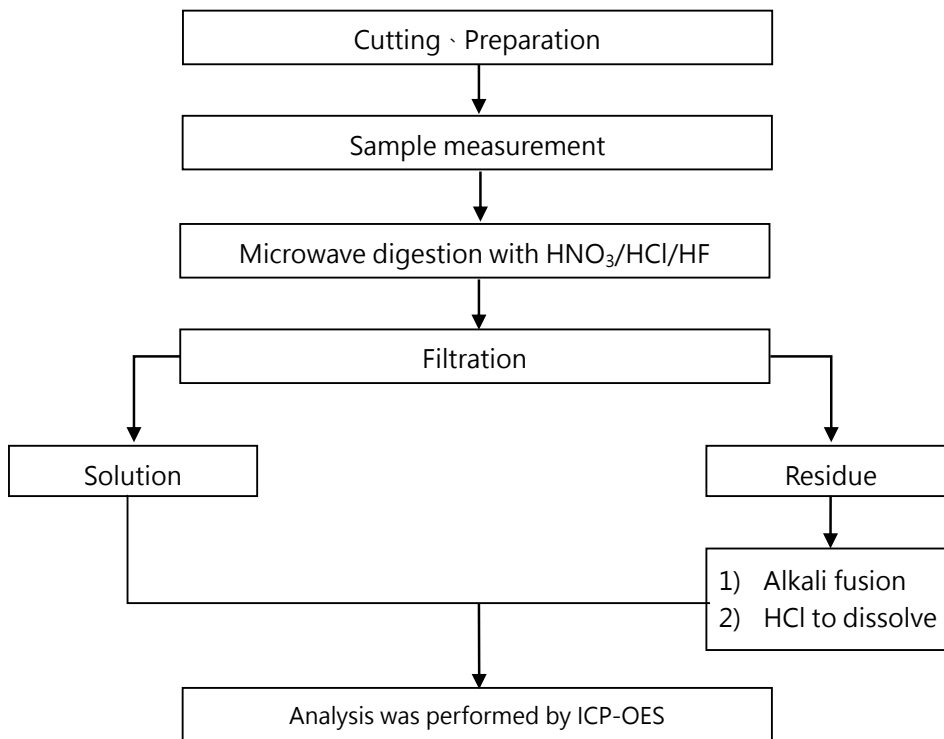 Cutting、Preparation
Sample measurement
Microwave digestion with HNO₃/HCl/HF
Filtration
Solution
Residue
1) Alkali fusion
2) HCl to dissolve
Analysis was performed by ICP-OES